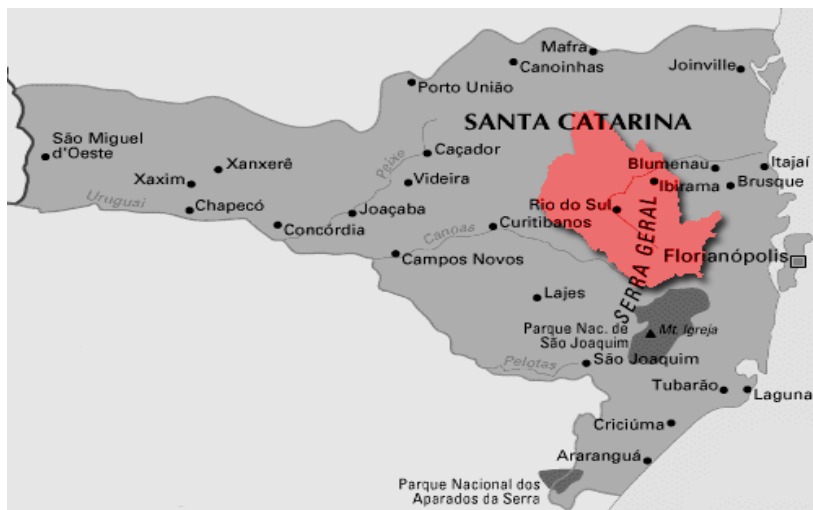 Mafra
Canoinhas
Joinville
Porto União
SANTA CATARINA
São Miguel
d'Oeste
Caçador
Peixe
Blumenau
Itajaí
Xanxerê
Xaxim
Videira
Ibirama
Brusque
Uruguai
Chapecó
Joaçaba
Rio do Sul
Concórdia
Canoas
Curitibanos
SERRA GERAL
Florianópolis
Campos Novos
Lajes
Parque Nac. de
São Joaquim
Mt. Igreja
Pelotas
São Joaquim
Tubarão
Laguna
Criciúma
Araranguá
Parque Nacional dos
Aparados da Serra